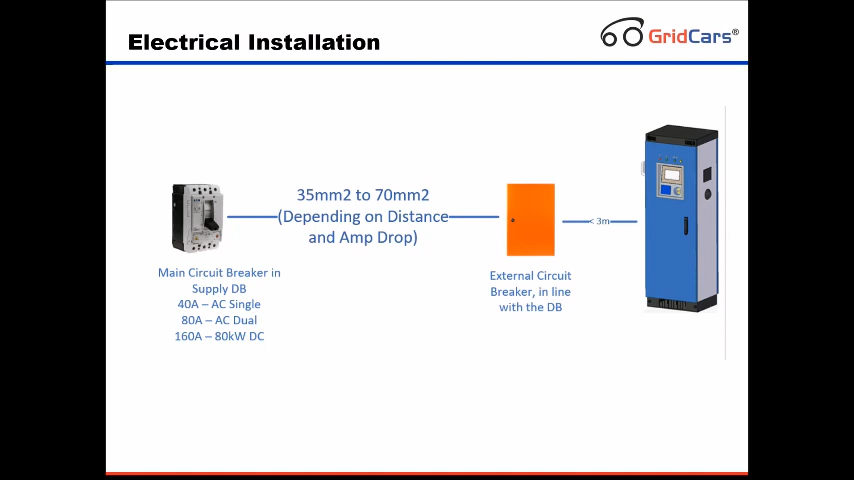 Electrical Installation
GridCars®
35mm2 to 70mm2
(Depending on Distance
and Amp Drop)
< 3m
Main Circuit Breaker in
Supply DB
40A – AC Single
80A – AC Dual
160A – 80kW DC
External Circuit
Breaker, in line
with the DB